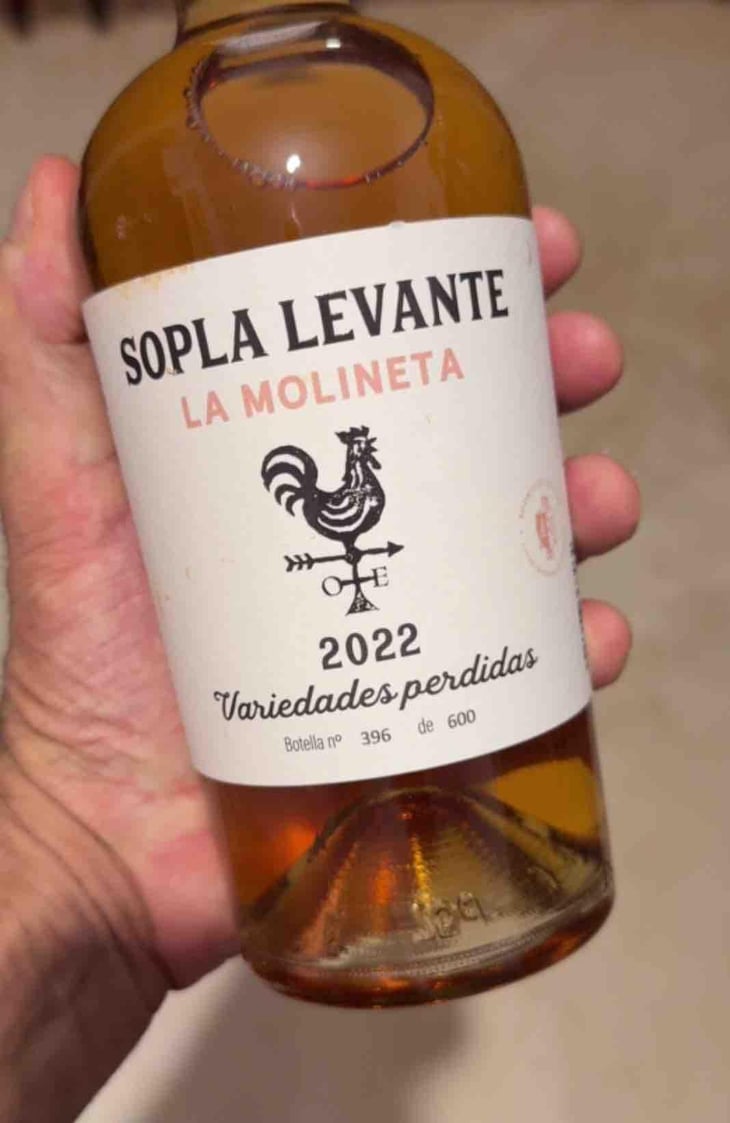 SOPLA LEVANTE
LA MOLINETA
O E
2022
Variedades perdidas
Botella nº 396 de 600